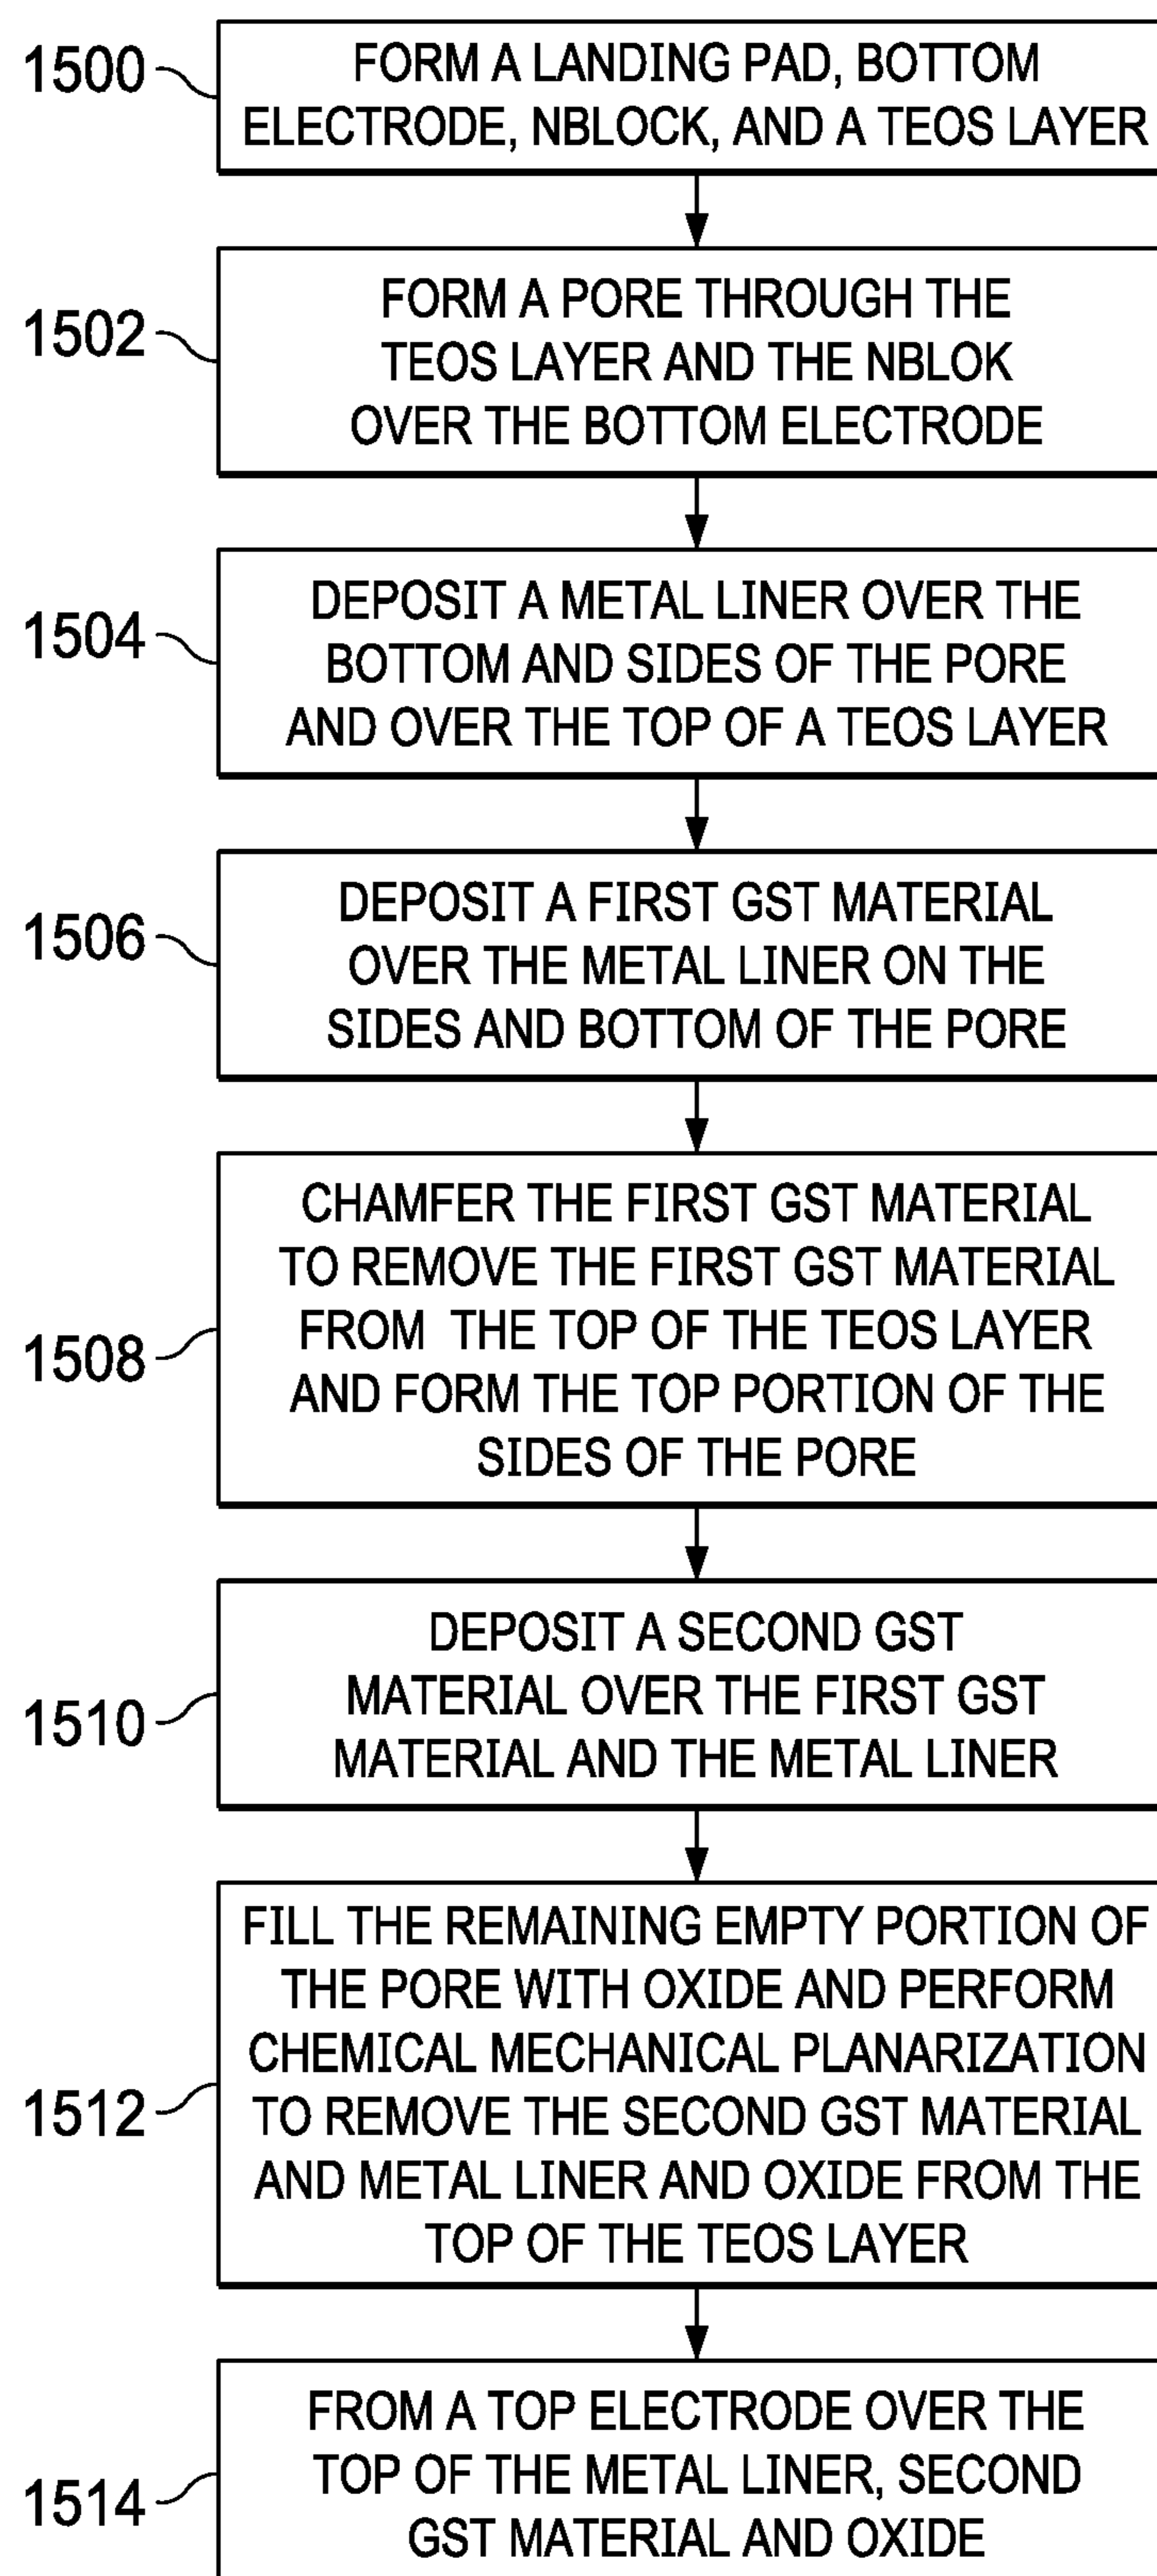 1500
FORM A LANDING PAD, BOTTOM
ELECTRODE, NBLOCK, AND A TEOS LAYER
1502
FORM A PORE THROUGH THE
TEOS LAYER AND THE NBLOK
OVER THE BOTTOM ELECTRODE
1504
DEPOSIT A METAL LINER OVER THE
BOTTOM AND SIDES OF THE PORE
AND OVER THE TOP OF A TEOS LAYER
1506
DEPOSIT A FIRST GST MATERIAL
OVER THE METAL LINER ON THE
SIDES AND BOTTOM OF THE PORE
1508
CHAMFER THE FIRST GST MATERIAL
TO REMOVE THE FIRST GST MATERIAL
FROM THE TOP OF THE TEOS LAYER
AND FORM THE TOP PORTION OF THE
SIDES OF THE PORE
1510
DEPOSIT A SECOND GST
MATERIAL OVER THE FIRST GST
MATERIAL AND THE METAL LINER
1512
FILL THE REMAINING EMPTY PORTION OF
THE PORE WITH OXIDE AND PERFORM
CHEMICAL MECHANICAL PLANARIZATION
TO REMOVE THE SECOND GST MATERIAL
AND METAL LINER AND OXIDE FROM THE
TOP OF THE TEOS LAYER
1514
FROM A TOP ELECTRODE OVER THE
TOP OF THE METAL LINER, SECOND
GST MATERIAL AND OXIDE